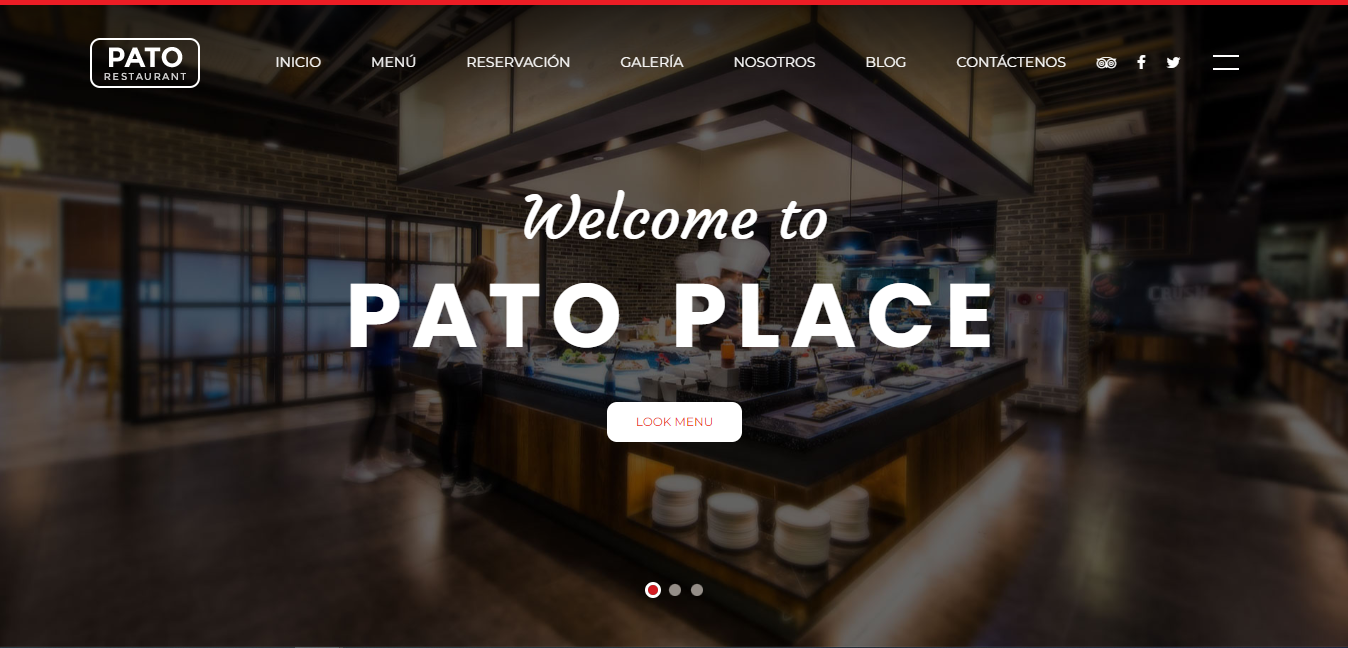 PATO
RESTAURANT
INICIO MENÚ RESERVACIÓN GALERÍA NOSOTROS BLOG CONTÁCTENOS
Welcome to
PATO PLACE
LOOK MENU